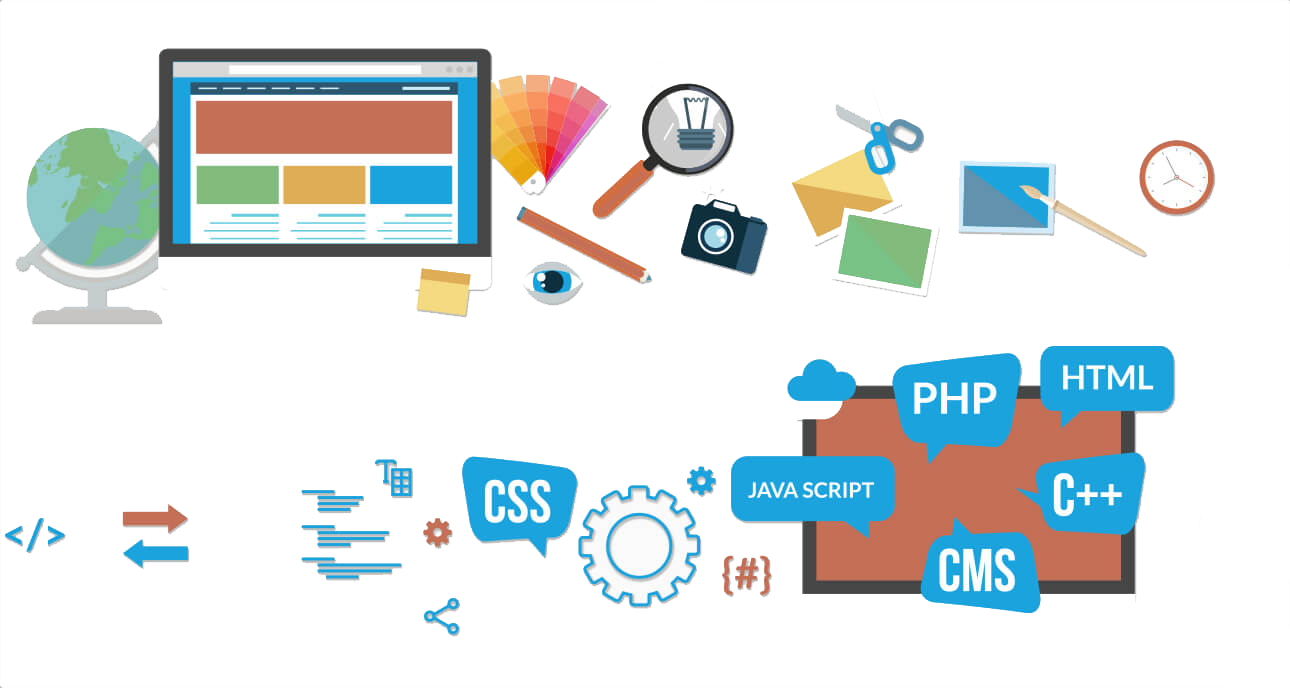 PHP
HTML
T
CSS
JAVA SCRIPT
C++
</>
{#}
CMS